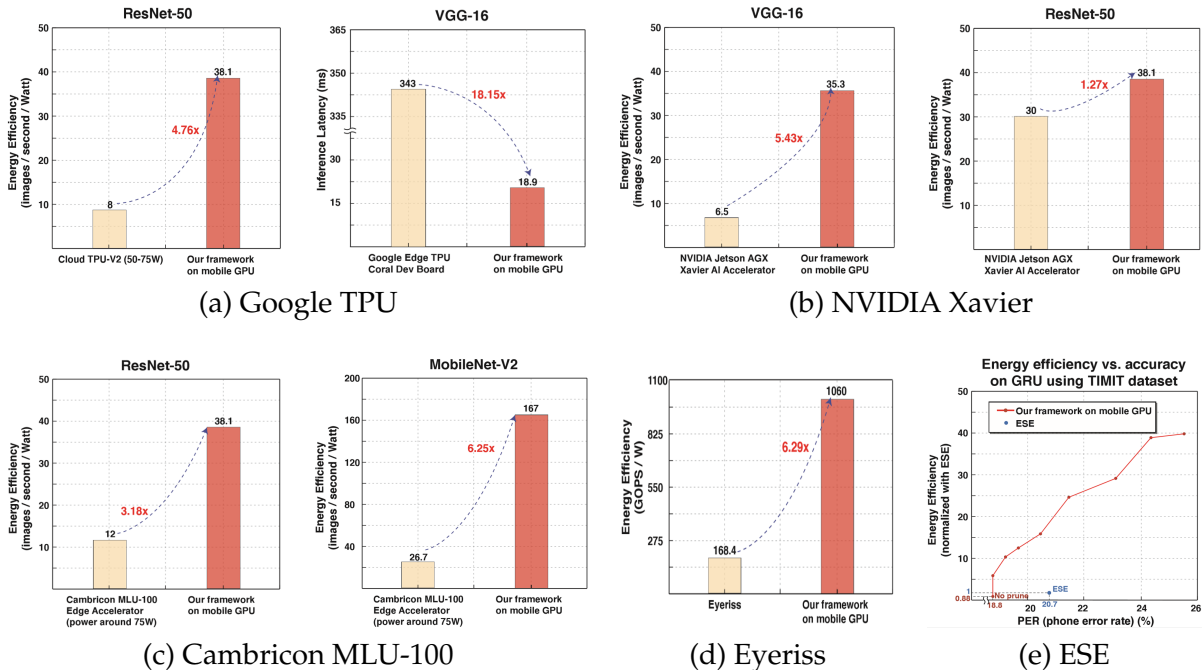 ResNet-50
Energy Efficiency
(images / second / Watt)
50
40
30
20
10
8
38.1
4.76x
Cloud TPU-V2 (50-75W)
Our framework
on mobile GPU
VGG-16
Inference Latency (ms)
365
350
335
30
15
343
18.9
18.15x
Google Edge TPU
Coral Dev Board
Our framework
on mobile GPU
(a) Google TPU
VGG-16
Energy Efficiency
(images / second / Watt)
50
40
30
20
10
6.5
35.3
5.43x
NVIDIA Jetson AGX
Xavier AI Accelerator
Our framework
on mobile GPU
ResNet-50
Energy Efficiency
(images / second / Watt)
50
40
30
20
10
30
38.1
1.27x
NVIDIA Jetson AGX
Xavier AI Accelerator
Our framework
on mobile GPU
(b) NVIDIA Xavier
ResNet-50
Energy Efficiency
(images / second / Watt)
50
40
30
20
10
12
38.1
3.18x
Cambricon MLU-100
Edge Accelerator
(power around 75W)
Our framework
on mobile GPU
MobileNet-V2
Energy Efficiency
(images / second / Watt)
200
160
120
80
40
26.7
167
6.25x
Cambricon MLU-100
Edge Accelerator
(power around 75W)
Our framework
on mobile GPU
(c) Cambricon MLU-100
Energy Efficiency
(GOPS / W)
1100
825
550
275
168.4
1060
6.29x
Eyeriss
Our framework
on mobile GPU
(d) Eyeriss
Energy efficiency vs. accuracy
on GRU using TIMIT dataset
Energy Efficiency
(normalized with ESE)
50
40
30
20
10
1
0.88
Our framework on mobile GPU
ESE
No prune
ESE
18.8
20.7
20
22
24
26
PER (phone error rate) (%)
(e) ESE